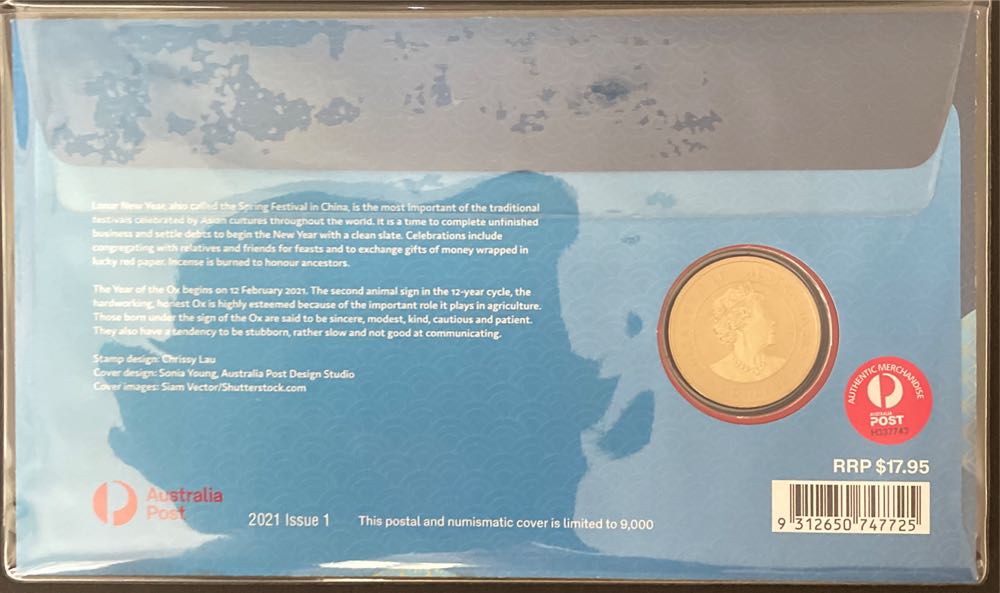 Lunar New Year, also called the Spring Festival in China, is the most important of the traditional
festivals celebrated by Asian cultures throughout the world. It is a time to complete unfinished
business and settle debts to begin the New Year with a clean slate. Celebrations include
congregating with relatives and friends for feasts and to exchange gifts of money wrapped in
lucky red paper. Incense is burned to honour ancestors.
The Year of the Ox begins on 12 February 2021. The second animal sign in the 12-year cycle, the
hardworking, honest Ox is highly esteemed because of the important role it plays in agriculture.
Those born under the sign of the Ox are said to be sincere, modest, kind, cautious and patient.
They also have a tendency to be stubborn, rather slow and not good at communicating.
Stamp design: Chrissy Lau
Cover design: Sonia Young, Australia Post Design Studio
Cover images: Siam Vector/Shutterstock.com
AUTHENTIC MERCHANDISE
AUSTRALIA
POST
H337743
RRP $17.95
Australia
Post
2021 Issue 1
This postal and numismatic cover is limited to 9,000
9 312650 747725